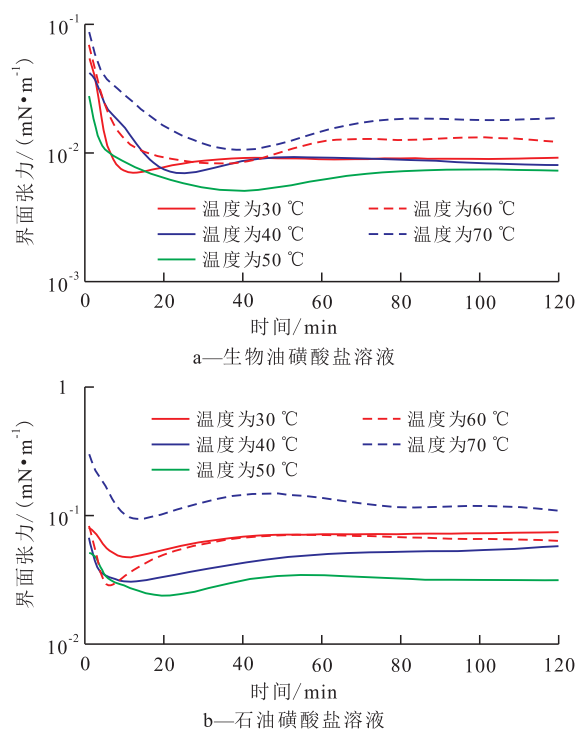 10-1
10-2
10-3
界面张力/(mN•m-1)
温度为30 ℃
温度为60 ℃
温度为40 ℃
温度为70 ℃
温度为50 ℃
0 20 40 60 80 100 120
时间/min
a—生物油磺酸盐溶液
1
10-1
10-2
界面张力/(mN•m-1)
温度为30 ℃
温度为60 ℃
温度为40 ℃
温度为70 ℃
温度为50 ℃
0 20 40 60 80 100 120
时间/min
b—石油磺酸盐溶液